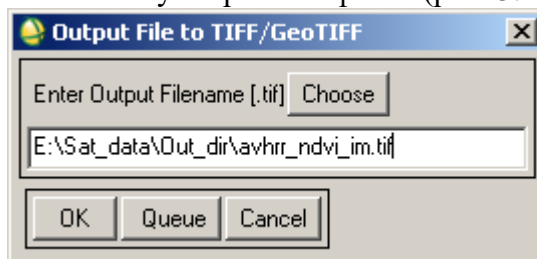 Output File to TIFF/GeoTIFF
Enter Output Filename [.tif] Choose
E:\Sat_data\Out_dir\avhrr_ndvi_im.tif
OK Queue Cancel